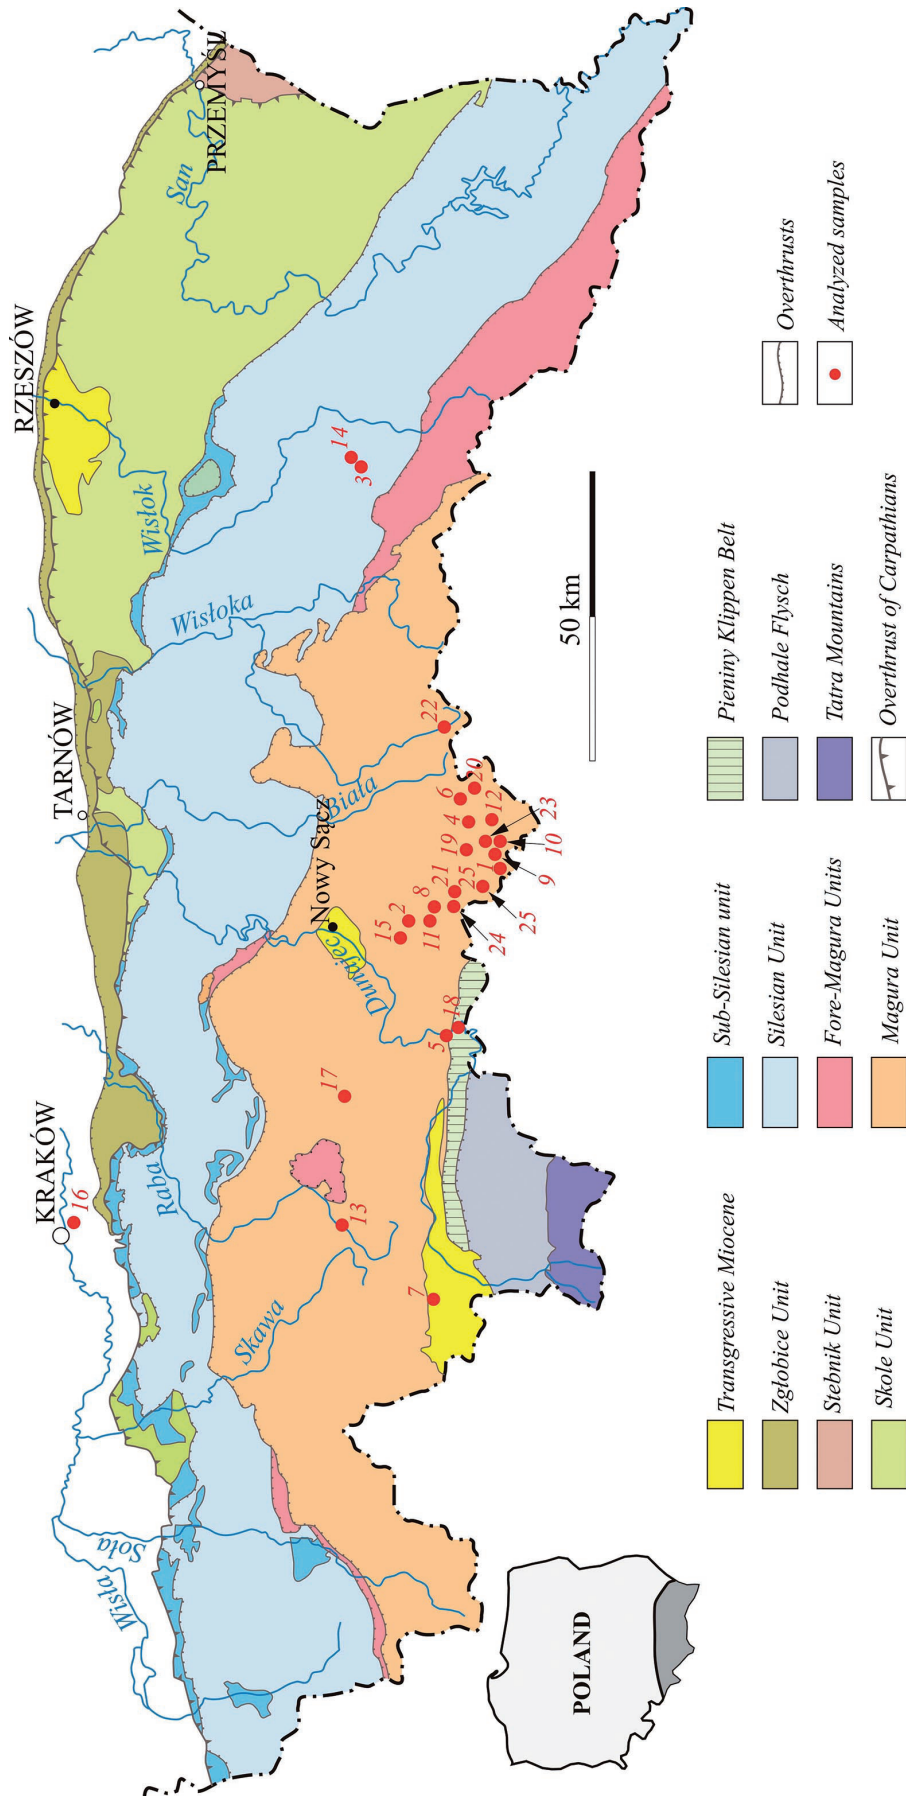 KRAKÓW
TARNÓW
RZESZÓW
PRZEMYŚL
Nowy Sącz
Wisła
Soła
Skawa
Raba
Dunajec
Biała
Wisłoka
Wisłok
San
16
7
13
17
5
18
15
2
11
8
21
24
25
25
1
9
19
4
6
10
23
12
20
22
3
14
50 km
POLAND
Transgressive Miocene
Zgłobice Unit
Stebnik Unit
Skole Unit
Sub-Silesian unit
Silesian Unit
Fore-Magura Units
Magura Unit
Pieniny Klippen Belt
Podhale Flysch
Tatra Mountains
Overthrust of Carpathians
Overthrusts
Analyzed samples